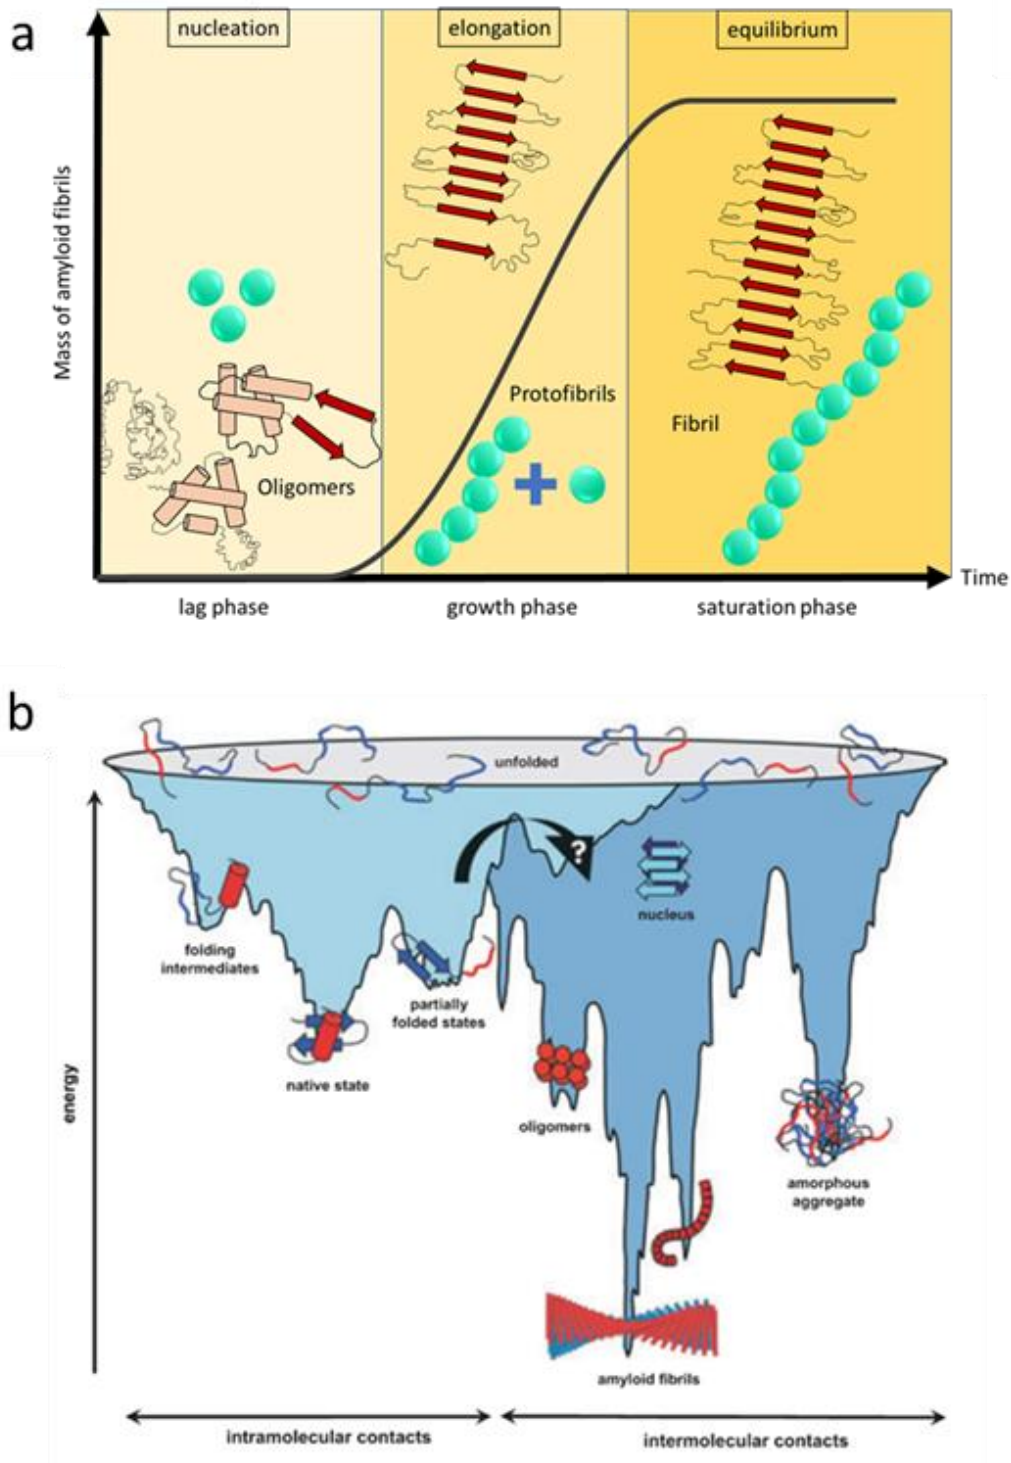 a
nucleation
elongation
equilibrium
Mass of amyloid fibrils
Oligomers
Protofibrils
Fibril
Time
lag phase
growth phase
saturation phase
b
unfolded
?
nucleus
folding
intermediates
partially
folded states
native state
oligomers
amorphous
aggregate
energy
amyloid fibrils
intramolecular contacts
intermolecular contacts